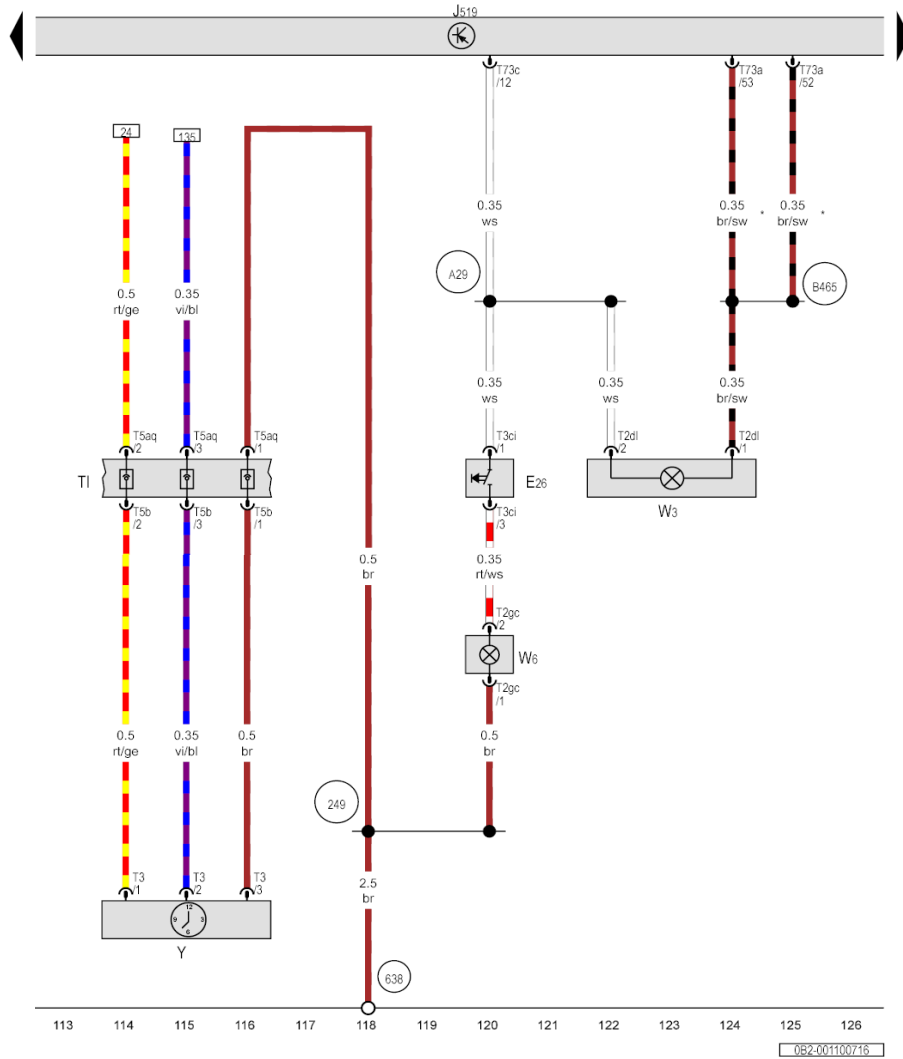 J519
T73c
/12
T73a
/53
T73a
/52
24
135
0.35
ws
0.35
br/sw
*
0.35
br/sw
*
A29
B465
0.5
rt/ge
0.35
vi/bl
0.35
ws
0.35
ws
0.35
br/sw
T5aq
/2
T5aq
/3
T5aq
/1
T3ci
/1
T2dl
/2
T2dl
/1
TI
E26
W3
T5b
/2
T5b
/3
T5b
/1
T3ci
/3
0.5
br
0.35
rt/ws
T2gc
/2
W6
T2gc
/1
0.5
rt/ge
0.35
vi/bl
0.5
br
0.5
br
249
T3
/1
T3
/2
T3
/3
2.5
br
12
9
3
6
Y
638
113 114 115 116 117 118 119 120 121 122 123 124 125 126
0B2-001100716